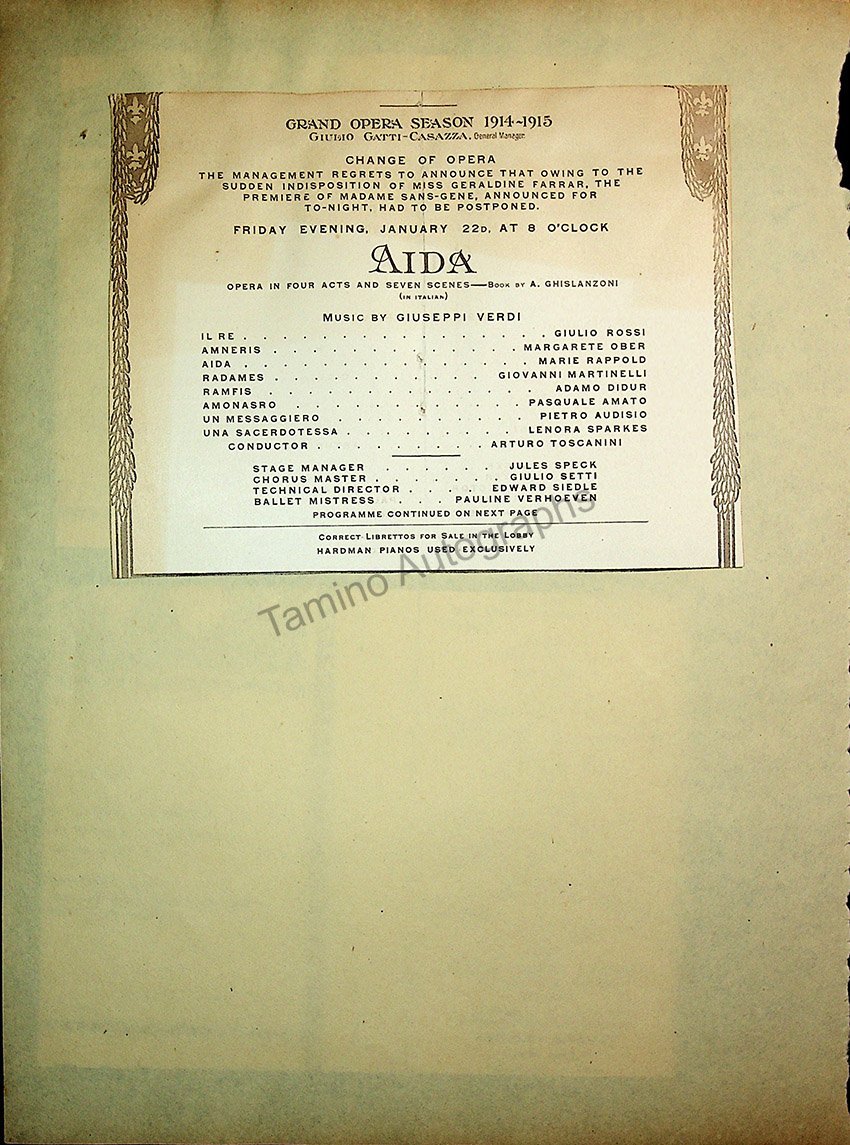 GRAND OPERA SEASON 1914-1915
GIULIO GATTI-CASAZZA, General Manager.
CHANGE OF OPERA
THE MANAGEMENT REGRETS TO ANNOUNCE THAT OWING TO THE
SUDDEN INDISPOSITION OF MISS GERALDINE FARRAR, THE
PREMIERE OF MADAME SANS-GENE, ANNOUNCED FOR
TO-NIGHT, HAD TO BE POSTPONED.
FRIDAY EVENING, JANUARY 22D, AT 8 O'CLOCK
AIDA
OPERA IN FOUR ACTS AND SEVEN SCENES—BOOK BY A. GHISLANZONI
(IN ITALIAN)
MUSIC BY GIUSEPPI VERDI
IL RE . . . . . . . . . . . . . . . . GIULIO ROSSI
AMNERIS . . . . . . . . . . . . . MARGARETE OBER
AIDA . . . . . . . . . . . . . . . MARIE RAPPOLD
RADAMES . . . . . . . . . . . GIOVANNI MARTINELLI
RAMFIS . . . . . . . . . . . . . . ADAMO DIDUR
AMONASRO . . . . . . . . . . . . PASQUALE AMATO
UN MESSAGGIERO . . . . . . . . . . PIETRO AUDISIO
UNA SACERDOTESSA . . . . . . . . . LENORA SPARKES
CONDUCTOR . . . . . . . . . ARTURO TOSCANINI
STAGE MANAGER . . . . . . JULES SPECK
CHORUS MASTER . . . . . . . GIULIO SETTI
TECHNICAL DIRECTOR . . . . EDWARD SIEDLE
BALLET MISTRESS . . . PAULINE VERHOEVEN
PROGRAMME CONTINUED ON NEXT PAGE
CORRECT LIBRETTOS FOR SALE IN THE LOBBY
HARDMAN PIANOS USED EXCLUSIVELY
Tamino Autographs